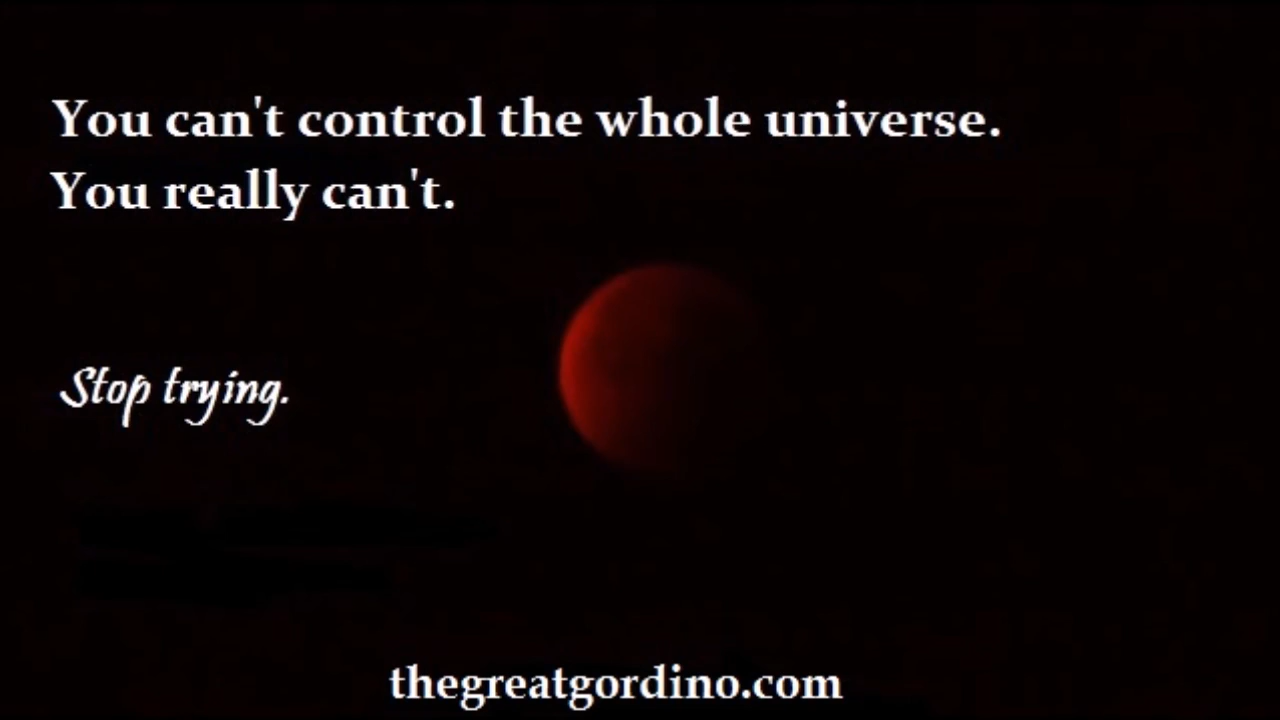 You can't control the whole universe.
You really can't.
Stop trying.
thegreatgordino.com